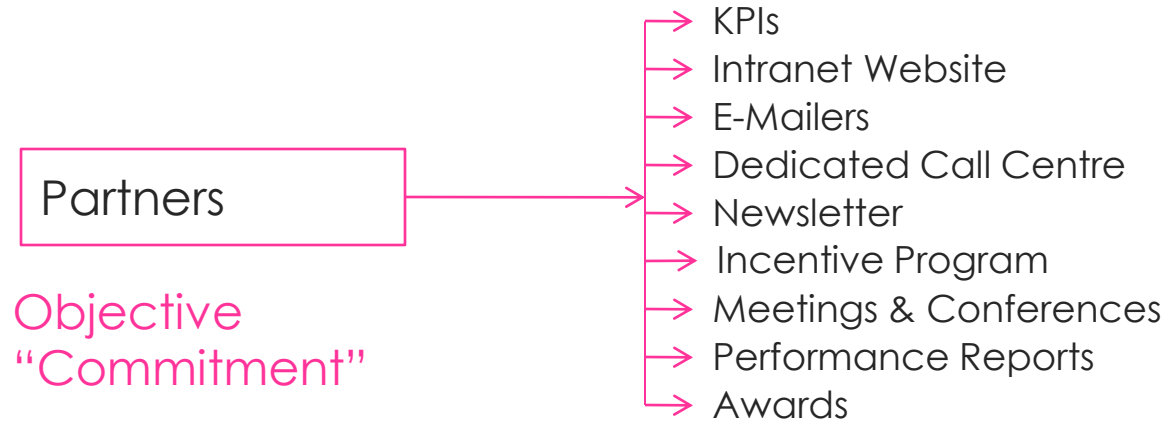 Partners
Objective
“Commitment”
KPIs
Intranet Website
E-Mailers
Dedicated Call Centre
Newsletter
Incentive Program
Meetings & Conferences
Performance Reports
Awards